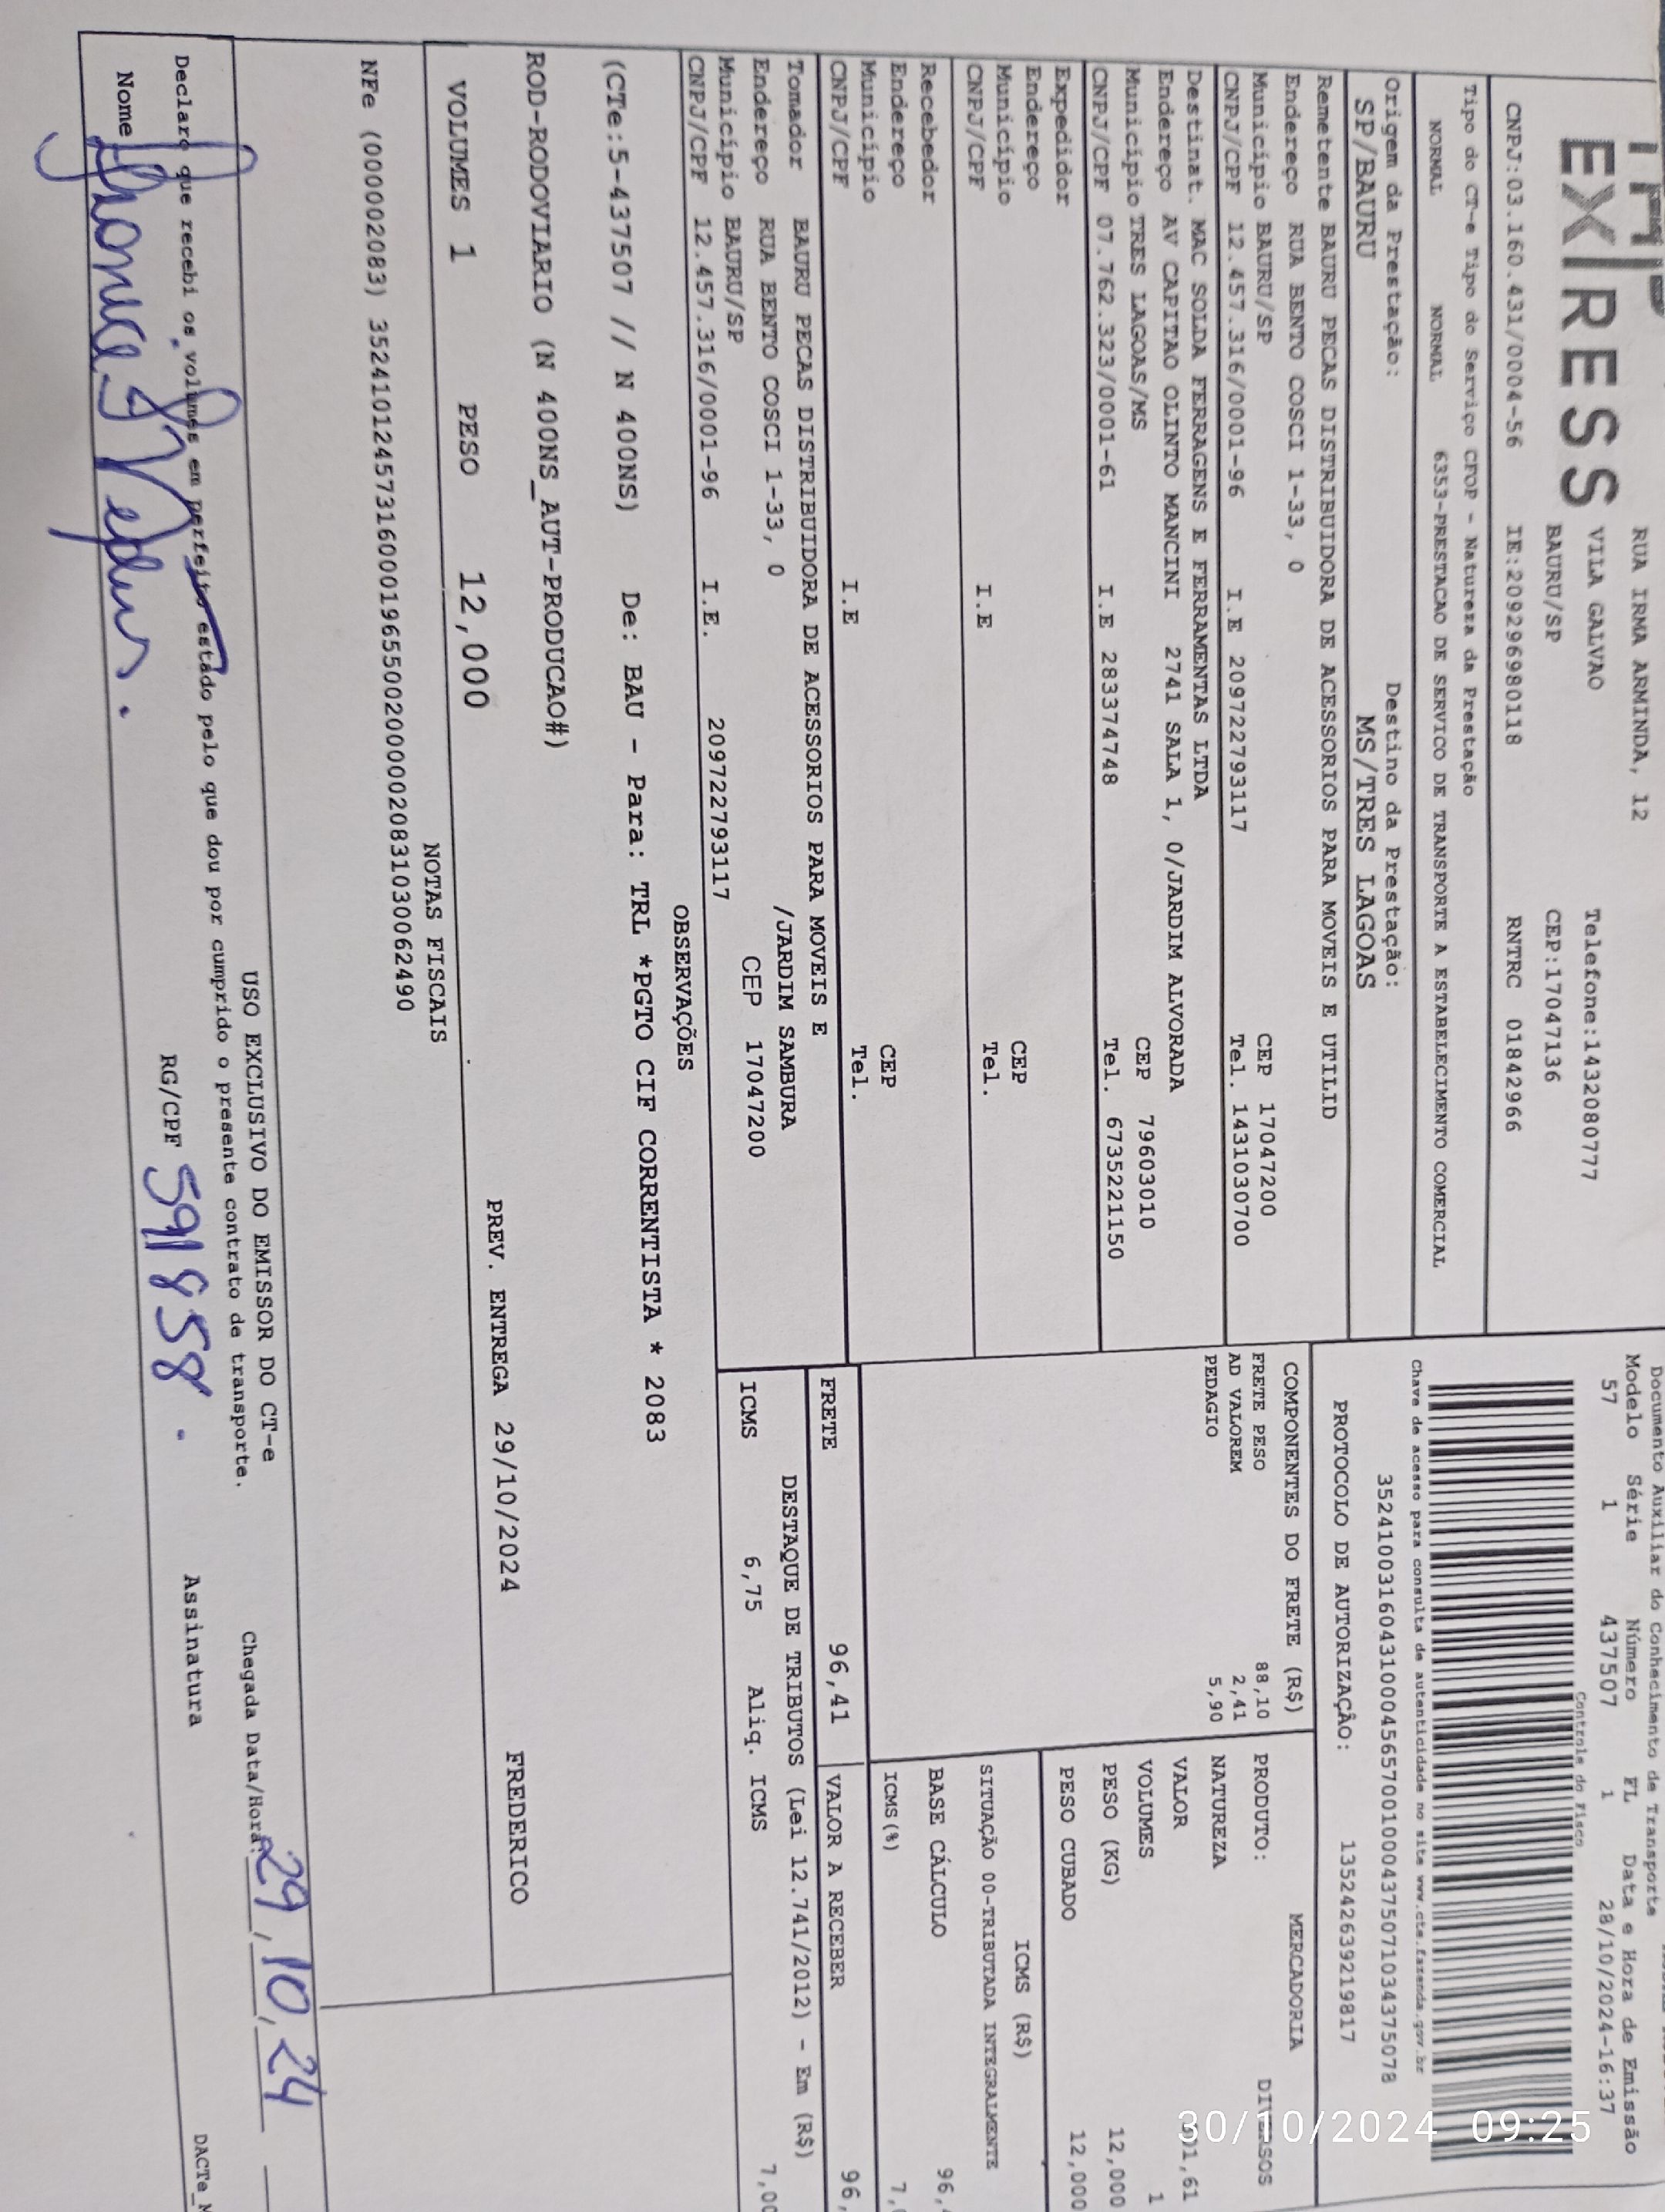 EXPRESS
RUA IRMA ARMINDA, 12
VILA GALVAO
Telefone:1432080777
BAURU/SP
CEP:17047136
CNPJ:03.160.431/0004-56
IE:209296980118
RNTRC 01842966
Documento Auxiliar do Conhecimento de Transporte
Modelo Série Número FL Data e Hora de Emissão
57 1 437507 1 28/10/2024-16:37
Controle do Fisco
Tipo do CT-e Tipo do Serviço CFOP - Natureza da Prestação
NORMAL NORMAL 6353-PRESTACAO DE SERVICO DE TRANSPORTE A ESTABELECIMENTO COMERCIAL
Chave de acesso para consulta de autenticidade no site www.cte.fazenda.gov.br
35241003160431000456570010004375071034375078
Origem da Prestação: Destino da Prestação:
SP/BAURU MS/TRES LAGOAS
PROTOCOLO DE AUTORIZAÇÃO: 135242639219817
Remetente BAURU PECAS DISTRIBUIDORA DE ACESSORIOS PARA MOVEIS E UTILID
Endereço RUA BENTO COSCI 1-33, 0
Município BAURU/SP CEP 17047200
CNPJ/CPF 12.457.316/0001-96 I.E 209722793117 Tel. 1431030700
Destinat. MAC SOLDA FERRAGENS E FERRAMENTAS LTDA
Endereço AV CAPITAO OLINTO MANCINI 2741 SALA 1, 0/JARDIM ALVORADA
Município TRES LAGOAS/MS CEP 79603010
CNPJ/CPF 07.762.323/0001-61 I.E 283374748 Tel. 6735221150
Expedidor
Endereço
Município CEP
CNPJ/CPF I.E Tel.
Recebedor
Endereço
Município CEP
CNPJ/CPF I.E Tel.
Tomador BAURU PECAS DISTRIBUIDORA DE ACESSORIOS PARA MOVEIS E
Endereço RUA BENTO COSCI 1-33, 0 /JARDIM SAMBURA
Município BAURU/SP CEP 17047200
CNPJ/CPF 12.457.316/0001-96 I.E. 209722793117
COMPONENTES DO FRETE (R$)
FRETE PESO 88,10
AD VALOREM 2,41
PEDAGIO 5,90
MERCADORIA
PRODUTO: DIVERSOS
NATUREZA
VALOR
VOLUMES 1
PESO (KG) 12,000
PESO CUBADO 12,000
ICMS (R$)
SITUAÇÃO 00-TRIBUTADA INTEGRALMENTE
BASE CÁLCULO 96,
ICMS(%) 7,
FRETE 96,41 VALOR A RECEBER 96,
DESTAQUE DE TRIBUTOS (Lei 12.741/2012) - Em (R$)
ICMS 6,75 Aliq. ICMS 7,00
OBSERVAÇÕES
(CTe:5-437507 // N 400NS) De: BAU - Para: TRL *PGTO CIF CORRENTISTA * 2083
ROD-RODOVIARIO (N 400NS_AUT-PRODUCAO#)
VOLUMES 1 PESO 12,000 PREV. ENTREGA 29/10/2024 FREDERICO
NOTAS FISCAIS
NFe (000002083) 35241012457316000196550020000020831030062490
USO EXCLUSIVO DO EMISSOR DO CT-e
Declaro que recebi os volumes em perfeito estado pelo que dou por cumprido o presente contrato de transporte.
Chegada Data/Hora: 29/10/24
Nome RG/CPF 591858. Assinatura
30/10/2024 09:25